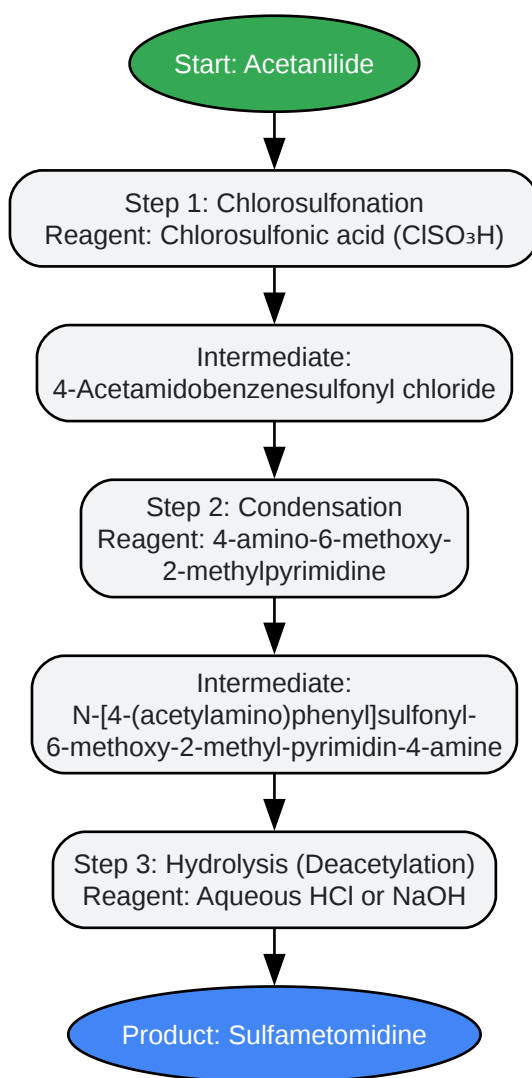 Start: Acetanilide
Step 1: Chlorosulfonation
Reagent: Chlorosulfonic acid (ClSO₃H)
Intermediate:
4-Acetamidobenzenesulfonyl chloride
Step 2: Condensation
Reagent: 4-amino-6-methoxy-
2-methylpyrimidine
Intermediate:
N-[4-(acetylamino)phenyl]sulfonyl-
6-methoxy-2-methyl-pyrimidin-4-amine
Step 3: Hydrolysis (Deacetylation)
Reagent: Aqueous HCl or NaOH
Product: Sulfametomidine